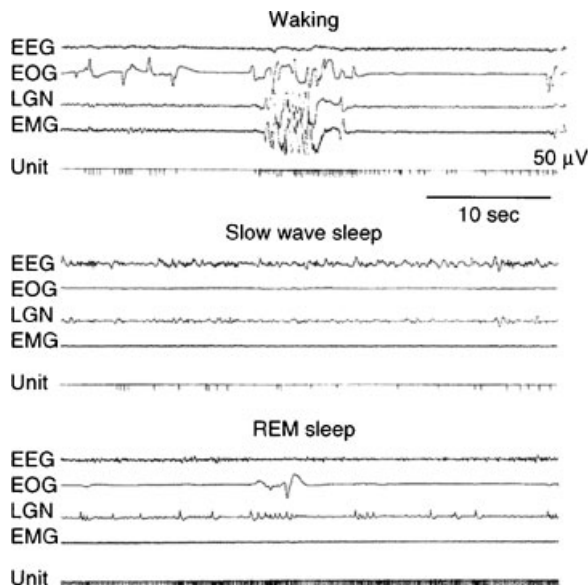 Waking
EEG
EOG
LGN
EMG
Unit
50 μV
10 sec
Slow wave sleep
EEG
EOG
LGN
EMG
Unit
REM sleep
EEG
EOG
LGN
EMG
Unit